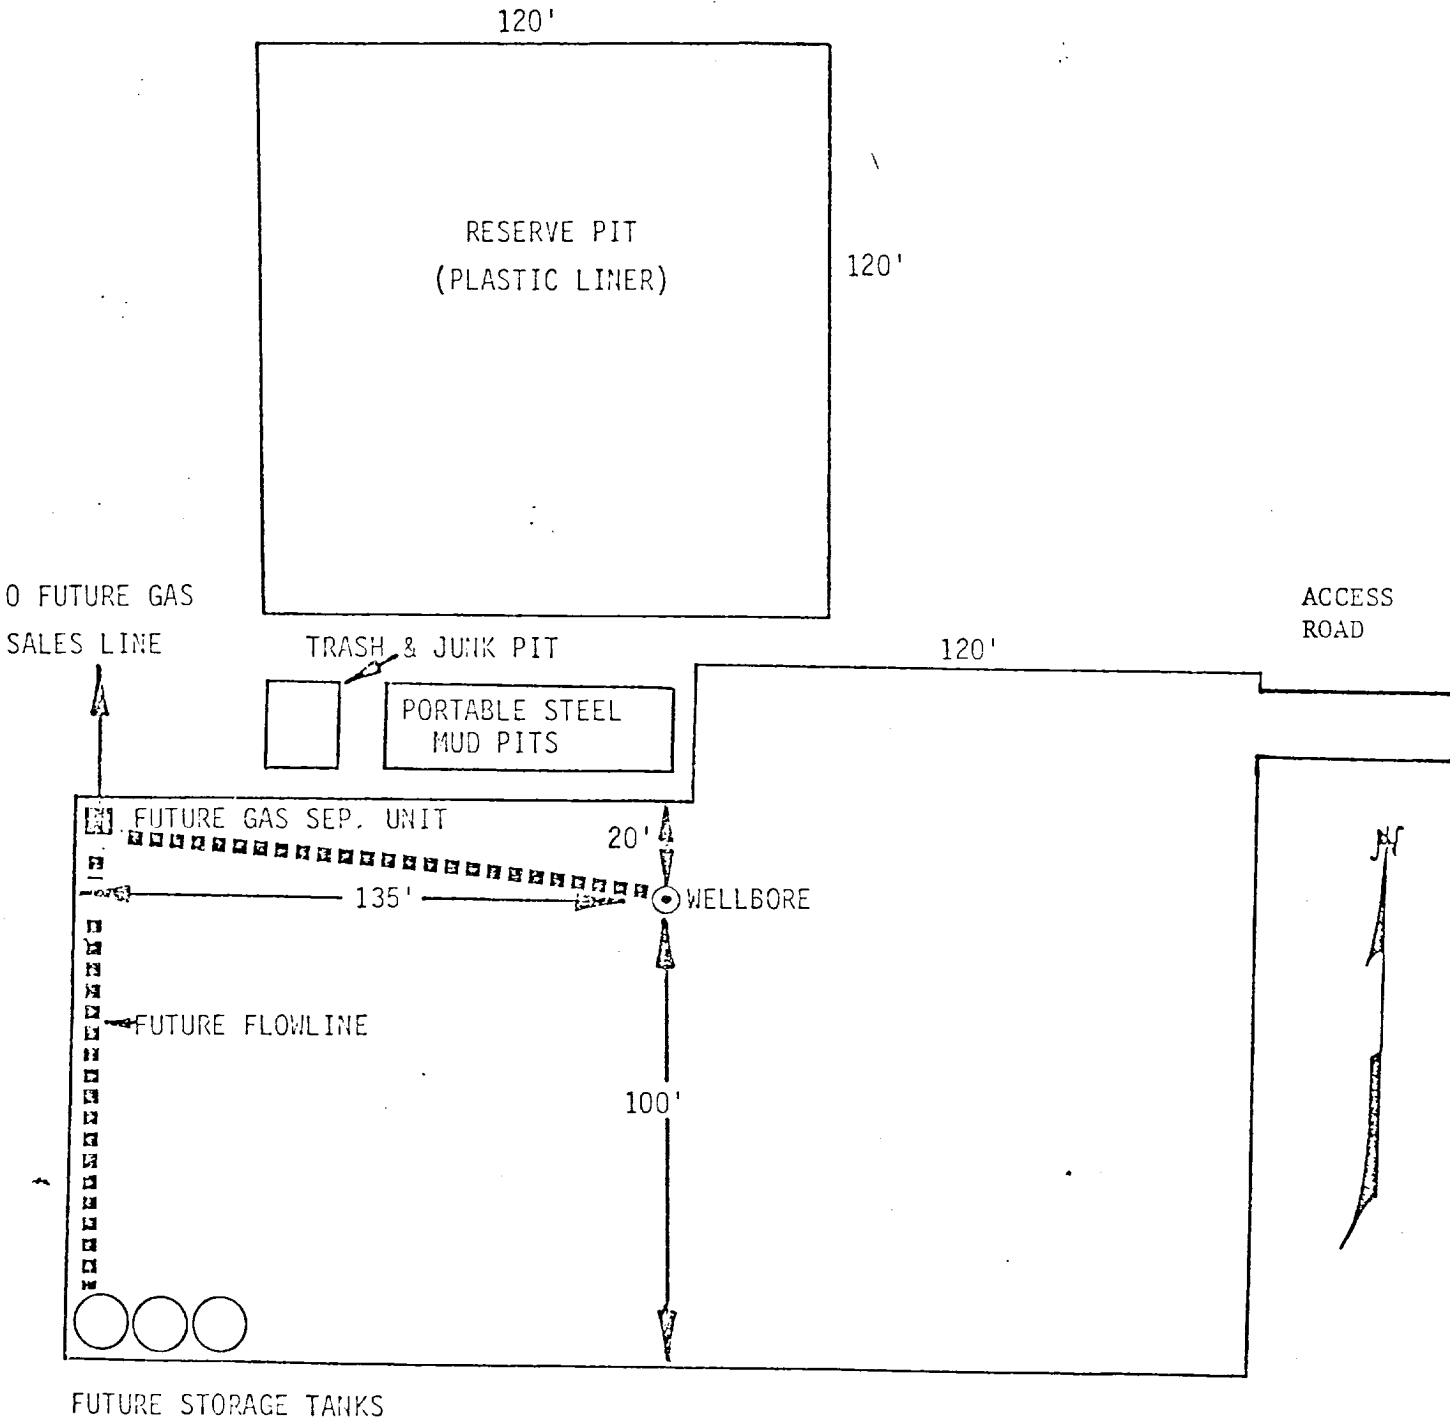 120'
RESERVE PIT
(PLASTIC LINER)
120'
O FUTURE GAS
SALES LINE
ACCESS
ROAD
TRASH & JUNK PIT
120'
PORTABLE STEEL
MUD PITS
FUTURE GAS SEP. UNIT
20'
135'
WELLBORE
N
FUTURE FLOWLINE
100'
FUTURE STORAGE TANKS